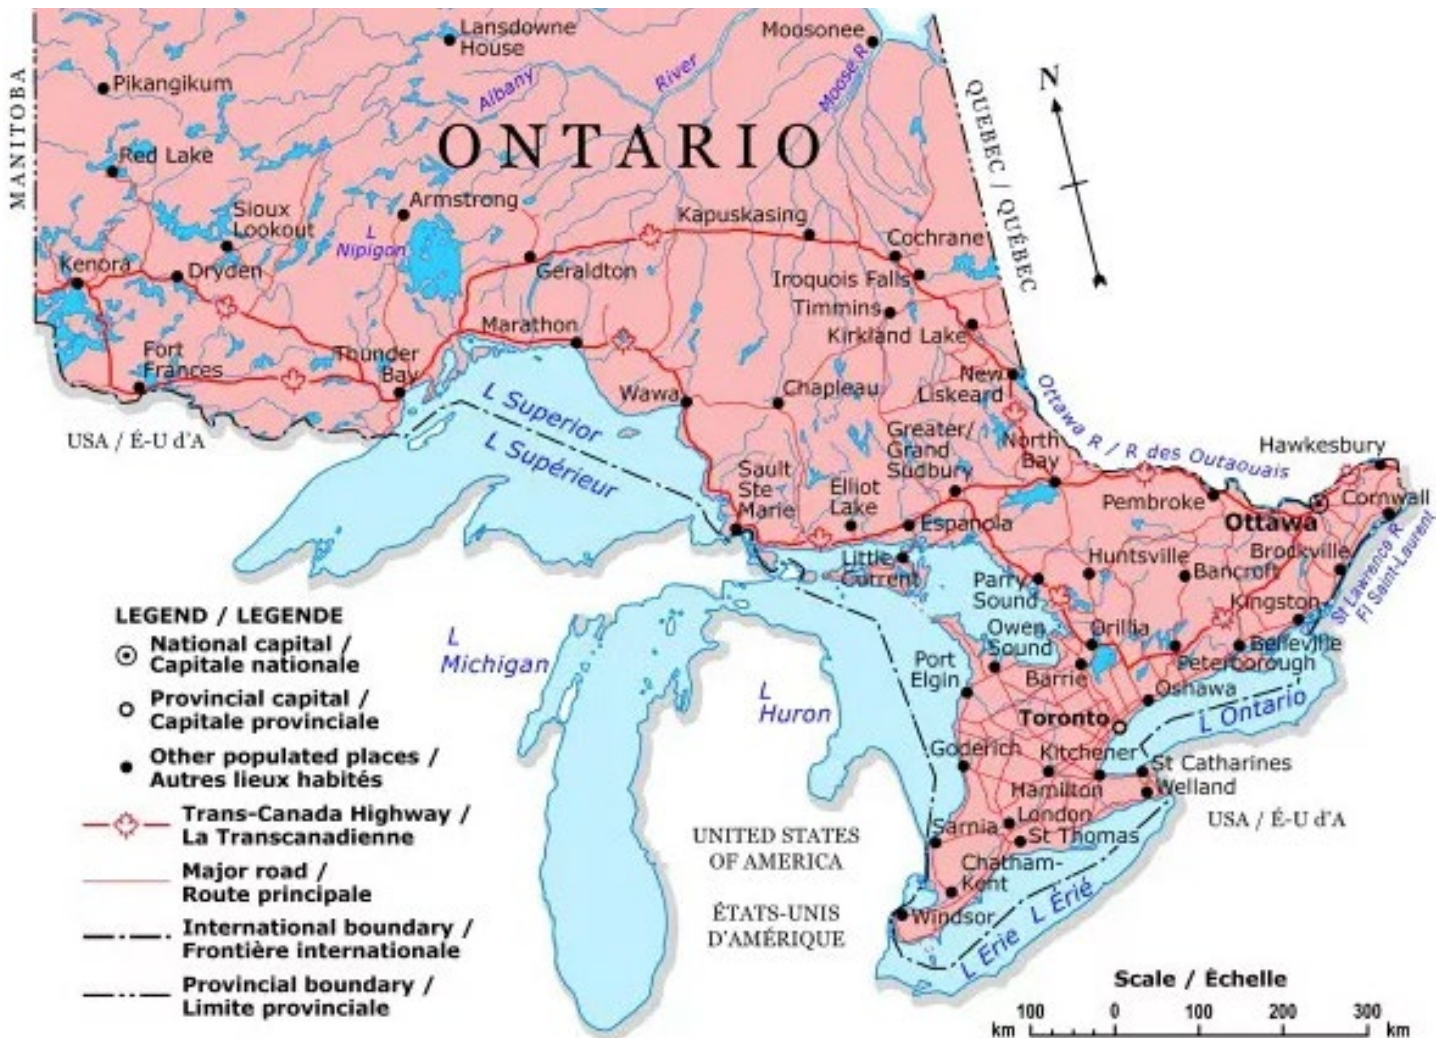 Lansdowne
House
Moosonee
Pikangikum
Albany
River
Moose R
N
MANITOBA
ONTARIO
QUEBEC / QUÉBEC
Red Lake
Armstrong
Sioux
Lookout
L
Nipigon
Kapuskasing
Cochrane
Kenora
Dryden
Geraldton
Iroquois Falls
Timmins
Marathon
Kirkland Lake
Fort
Frances
Thunder
Bay
Wawa
Chapleau
New
Liskeard
Ottawa R / R des Outaouais
USA / É-U d'A
L Superior
L Supérieur
Greater/
Grand
Sudbury
North
Bay
Hawkesbury
Sault
Ste
Marie
Elliot
Lake
Pembroke
Cornwall
Espanola
Ottawa
Little
Current
Huntsville
Brockville
Bancroft
Parry
Sound
Kingston
St Lawrence R
Fl Saint-Laurent
LEGEND / LEGENDE
National capital /
Capitale nationale
Provincial capital /
Capitale provinciale
Other populated places /
Autres lieux habités
Trans-Canada Highway /
La Transcanadienne
Major road /
Route principale
International boundary /
Frontière internationale
Provincial boundary /
Limite provinciale
L
Michigan
L
Huron
Owen
Sound
Orillia
Belleville
Port
Elgin
Barrie
Peterborough
Oshawa
Toronto
L Ontario
Goderich
Kitchener
St Catharines
Hamilton
Welland
London
USA / É-U d'A
Sarnia
St Thomas
UNITED STATES
OF AMERICA
Chatham-
Kent
ÉTATS-UNIS
D'AMÉRIQUE
Windsor
L Érié
L Erie
Scale / Échelle
100 0 100 200 300
km km